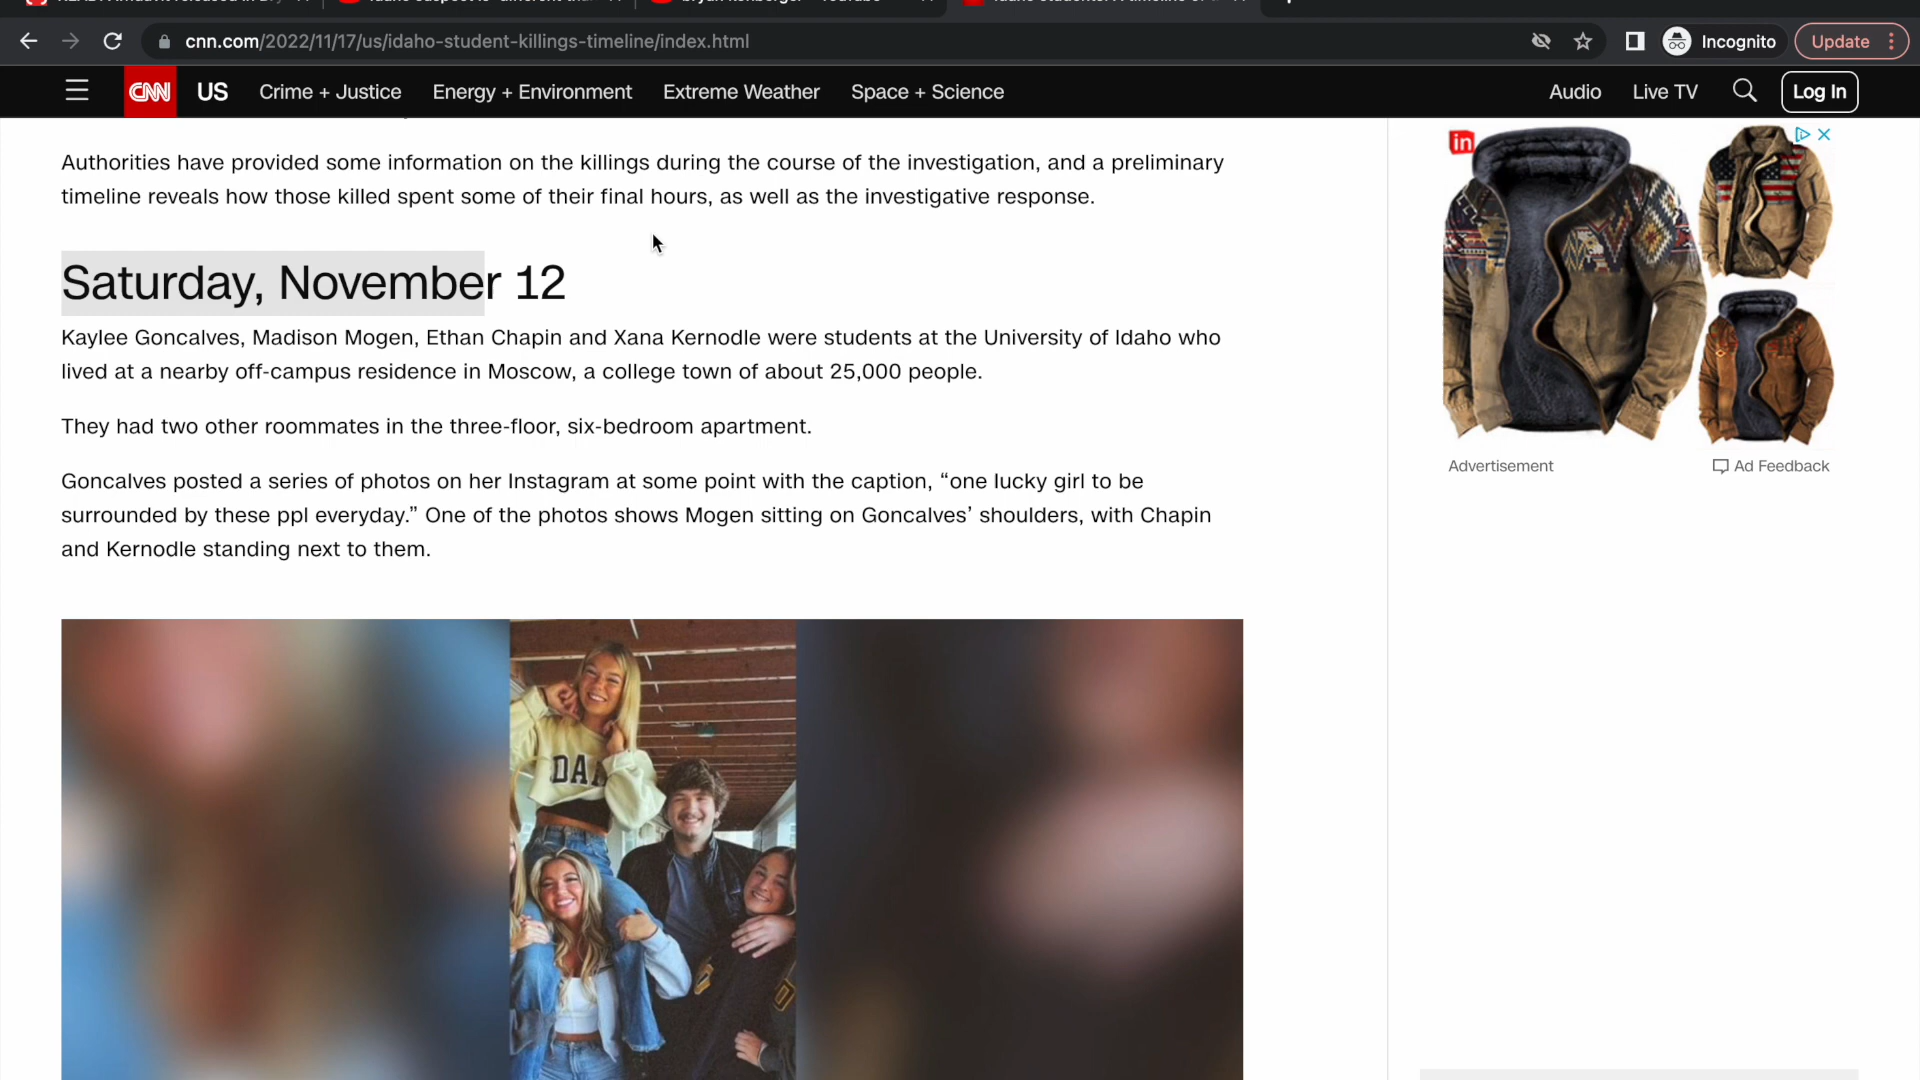 cnn.com/2022/11/17/us/idaho-student-killings-timeline/index.html
Incognito
Update
CNN US Crime + Justice Energy + Environment Extreme Weather Space + Science Audio Live TV Log In
Authorities have provided some information on the killings during the course of the investigation, and a preliminary
timeline reveals how those killed spent some of their final hours, as well as the investigative response.
Saturday, November 12
Kaylee Goncalves, Madison Mogen, Ethan Chapin and Xana Kernodle were students at the University of Idaho who
lived at a nearby off-campus residence in Moscow, a college town of about 25,000 people.
They had two other roommates in the three-floor, six-bedroom apartment.
Goncalves posted a series of photos on her Instagram at some point with the caption, “one lucky girl to be
surrounded by these ppl everyday.” One of the photos shows Mogen sitting on Goncalves’ shoulders, with Chapin
and Kernodle standing next to them.
DA
in
Advertisement
Ad Feedback